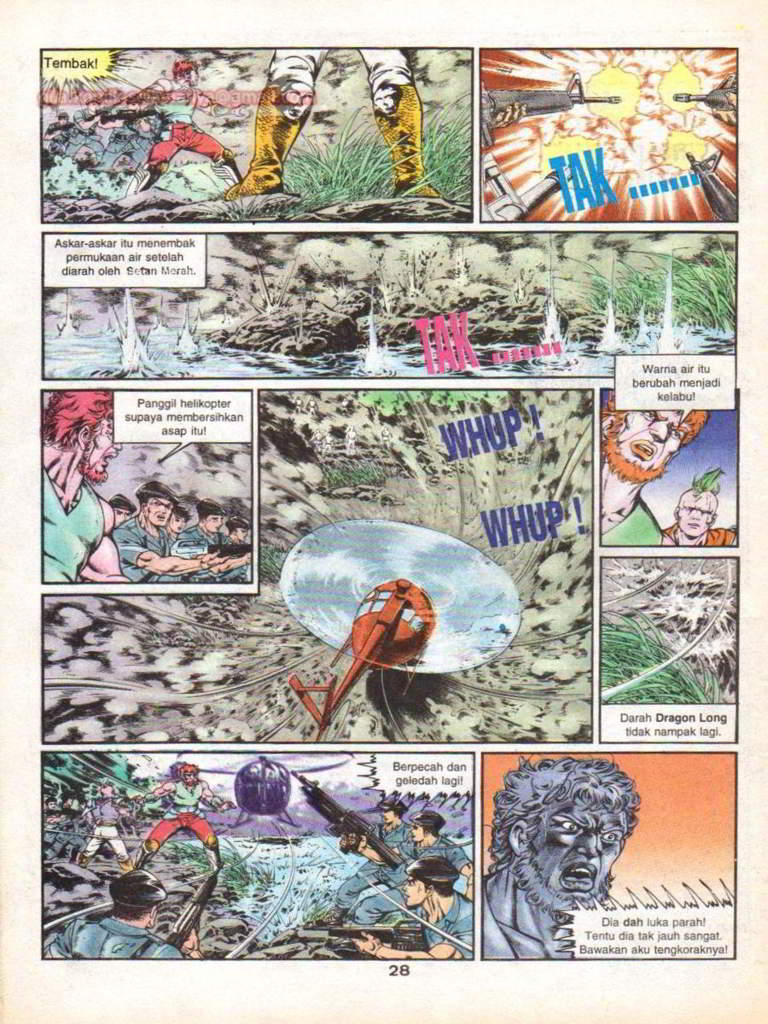 Tembak!
TAK .......
Askar-askar itu menembak
permukaan air setelah
diarah oleh Setan Merah.
TAK .......
Panggil helikopter
supaya membersihkan
asap itu!
WHUP !
WHUP !
Warna air itu
berubah menjadi
kelabu!
Darah Dragon Long
tidak nampak lagi.
Berpecah dan
geledah lagi!
Dia dah luka parah!
Tentu dia tak jauh sangat.
Bawakan aku tengkoraknya!
28